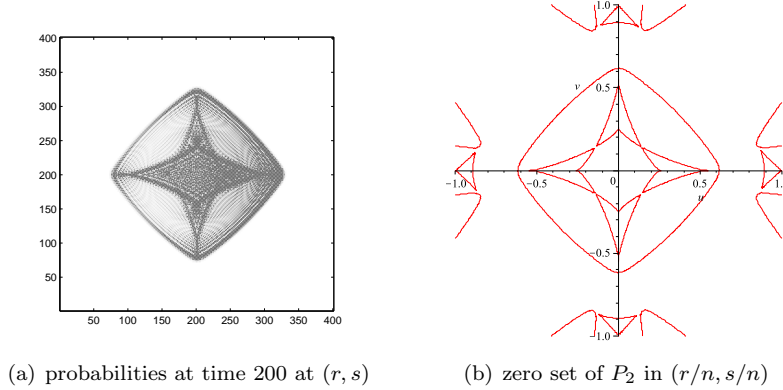 400
350
300
250
200
150
100
50
50 100 150 200 250 300 350 400
(a) probabilities at time 200 at (r, s)
1.0
v
0.5
−1.0 −0.5 0 0.5 1.0
u
−0.5
−1.0
(b) zero set of P₂ in (r/n, s/n)